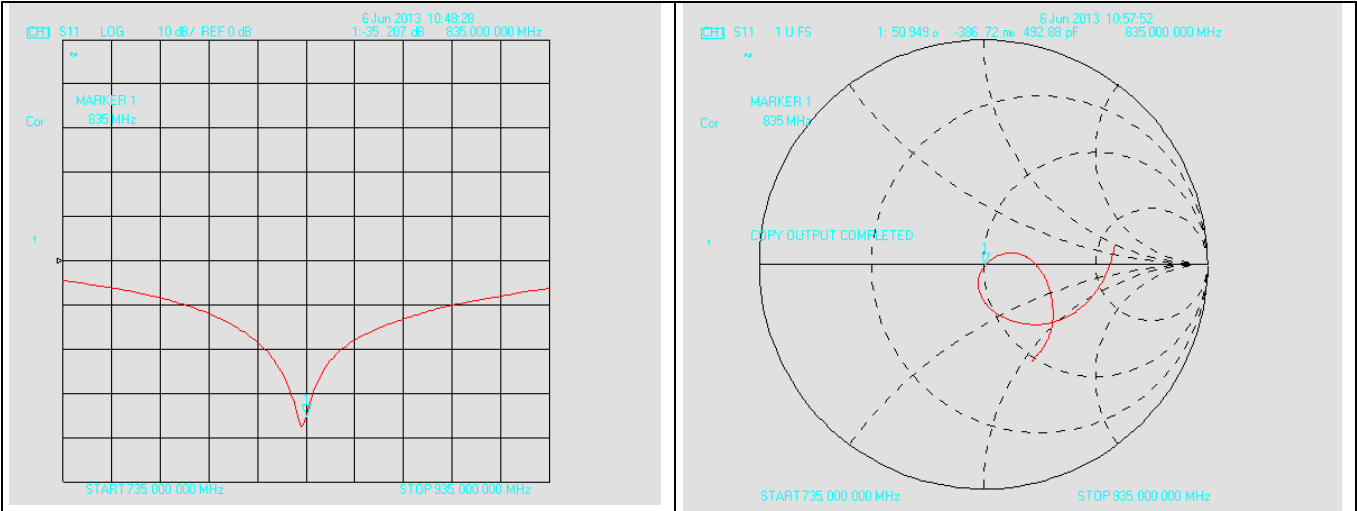 6 Jun 2013 10:48:28
CH1 S11 LOG 10 dB/ REF 0 dB 1:-35.207 dB 835.000 000 MHz
MARKER 1
Cor 835 MHz
1
1
START 735.000 000 MHz STOP 935.000 000 MHz
6 Jun 2013 10:57:52
CH1 S11 1 U FS 1: 50.949 -386.72 m 492.88 pF 835.000 000 MHz
MARKER 1
Cor 835 MHz
1
COPY OUTPUT COMPLETED
1
START 735.000 000 MHz STOP 935.000 000 MHz